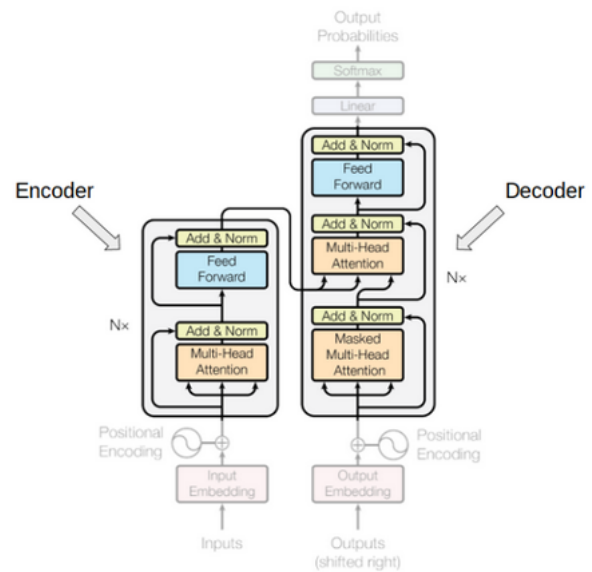 Output
Probabilities
Softmax
Linear
Add & Norm
Feed
Forward
Add & Norm
Multi-Head
Attention
Add & Norm
Masked
Multi-Head
Attention
Nx
Decoder
Encoder
Add & Norm
Feed
Forward
Nx
Add & Norm
Multi-Head
Attention
Positional
Encoding
Positional
Encoding
Input
Embedding
Output
Embedding
Inputs
Outputs
(shifted right)